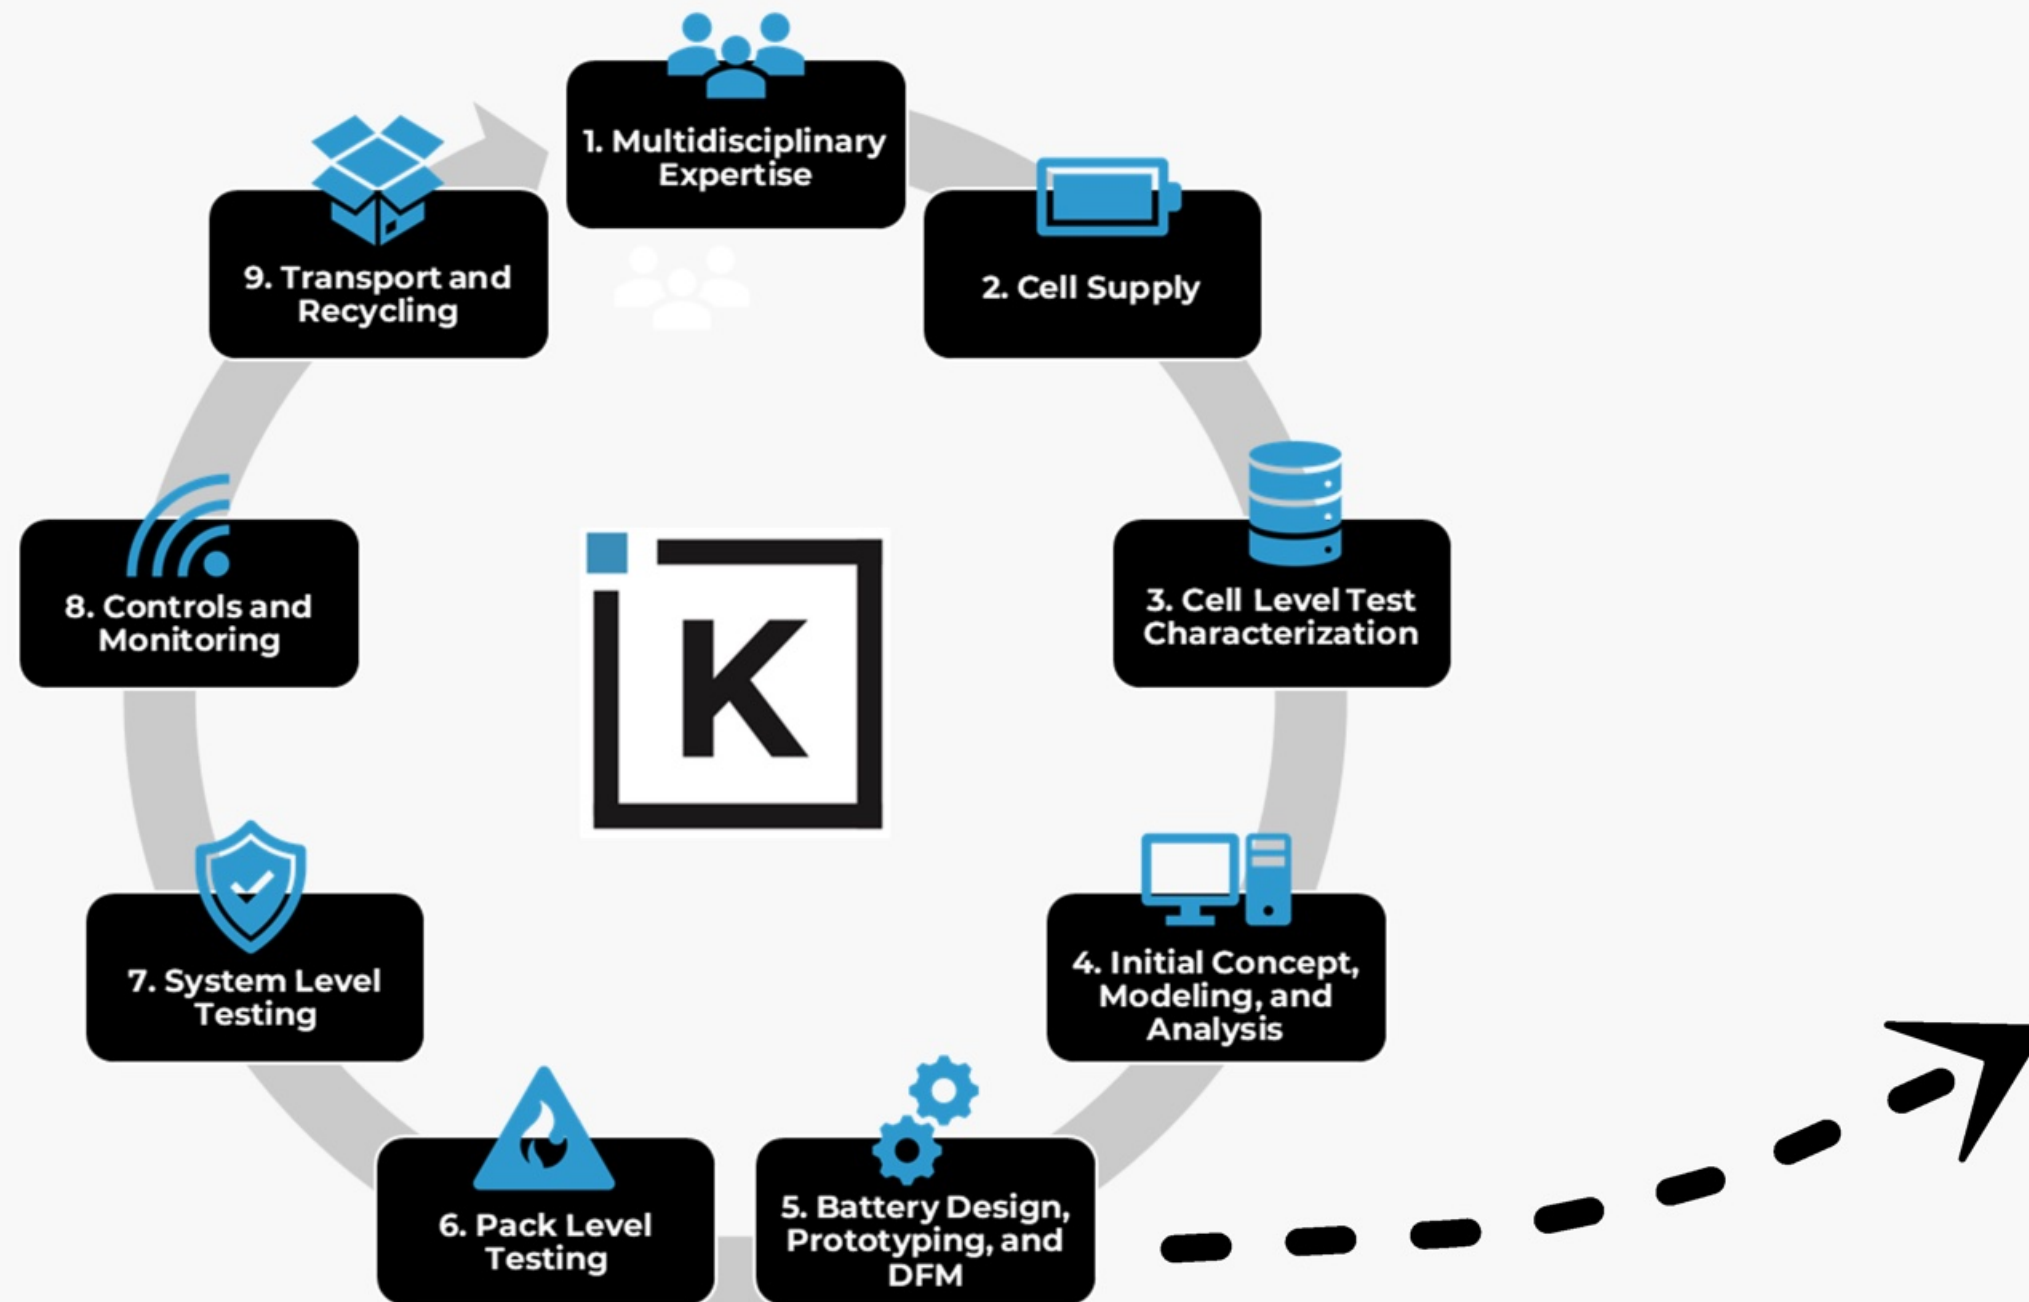 1. Multidisciplinary
Expertise
2. Cell Supply
3. Cell Level Test
Characterization
4. Initial Concept,
Modeling, and
Analysis
5. Battery Design,
Prototyping, and
DFM
6. Pack Level
Testing
7. System Level
Testing
8. Controls and
Monitoring
9. Transport and
Recycling
K